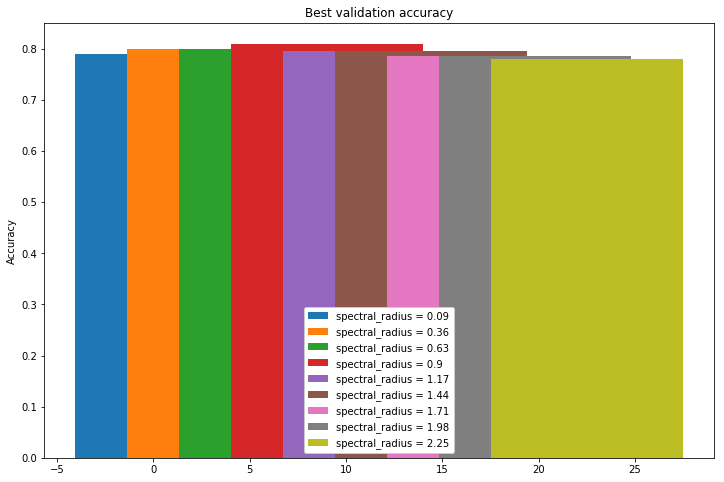 Best validation accuracy
Accuracy
0.8
0.7
0.6
0.5
0.4
0.3
0.2
0.1
0.0
−5
0
5
10
15
20
25
spectral_radius = 0.09
spectral_radius = 0.36
spectral_radius = 0.63
spectral_radius = 0.9
spectral_radius = 1.17
spectral_radius = 1.44
spectral_radius = 1.71
spectral_radius = 1.98
spectral_radius = 2.25